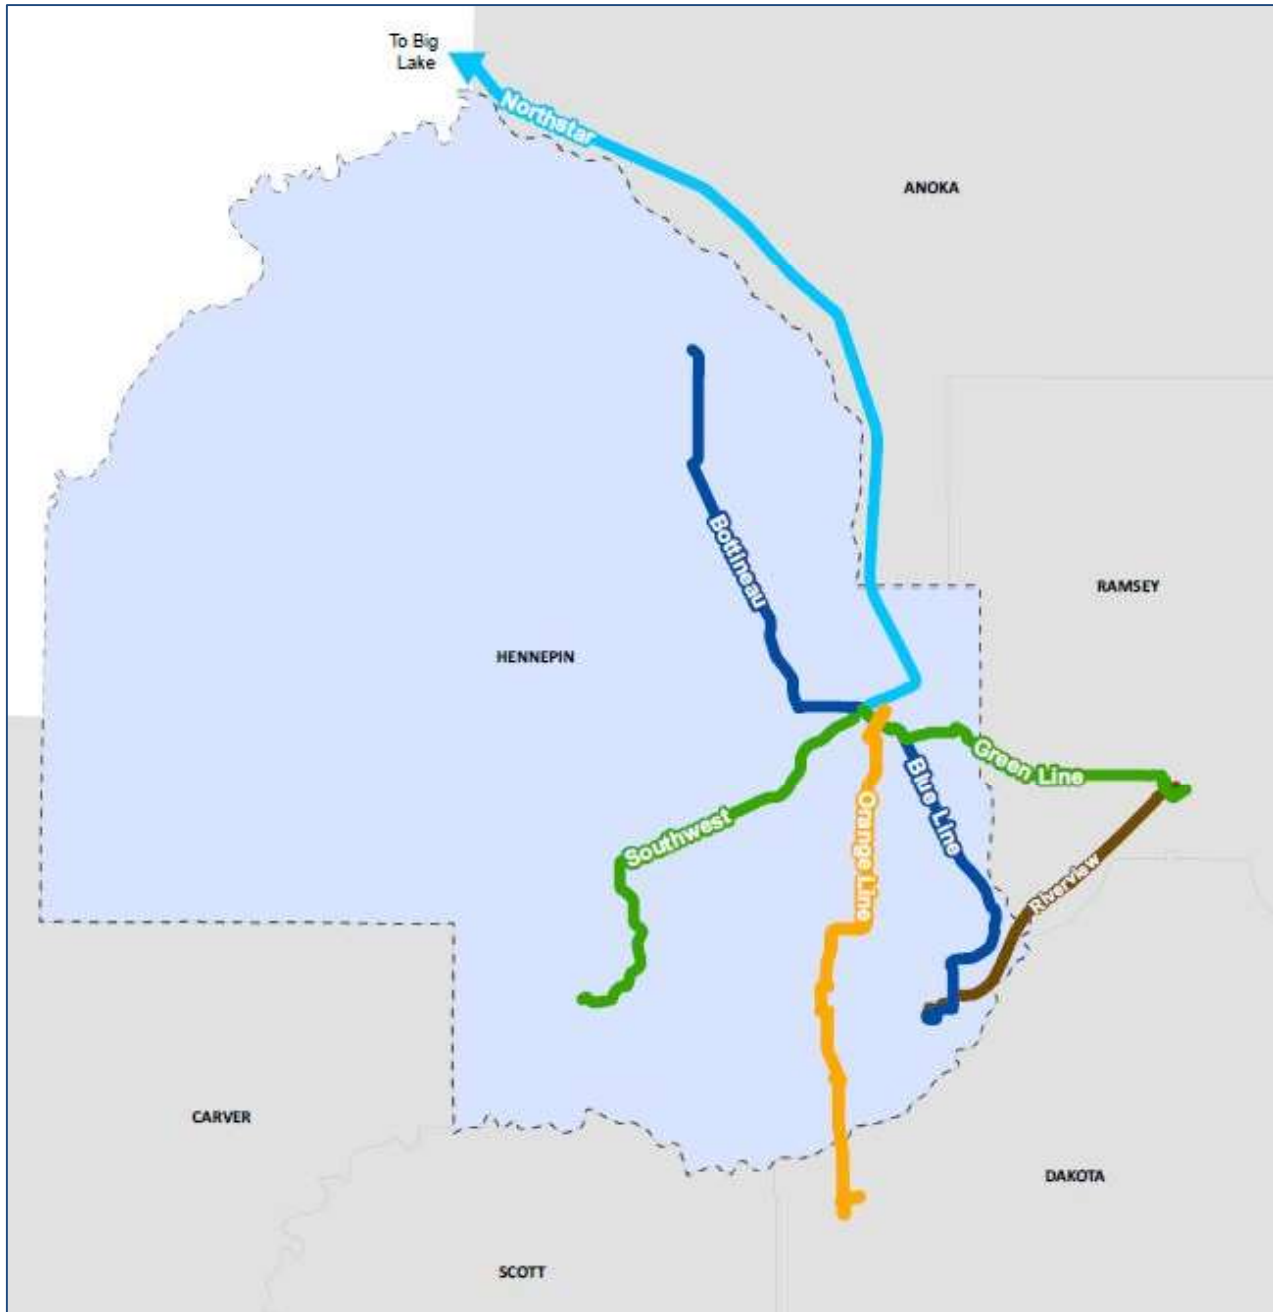 To Big
Lake
Northstar
ANOKA
Bottineau
RAMSEY
HENNEPIN
Green Line
Blue Line
Southwest
Orange Line
Riverview
CARVER
DAKOTA
SCOTT